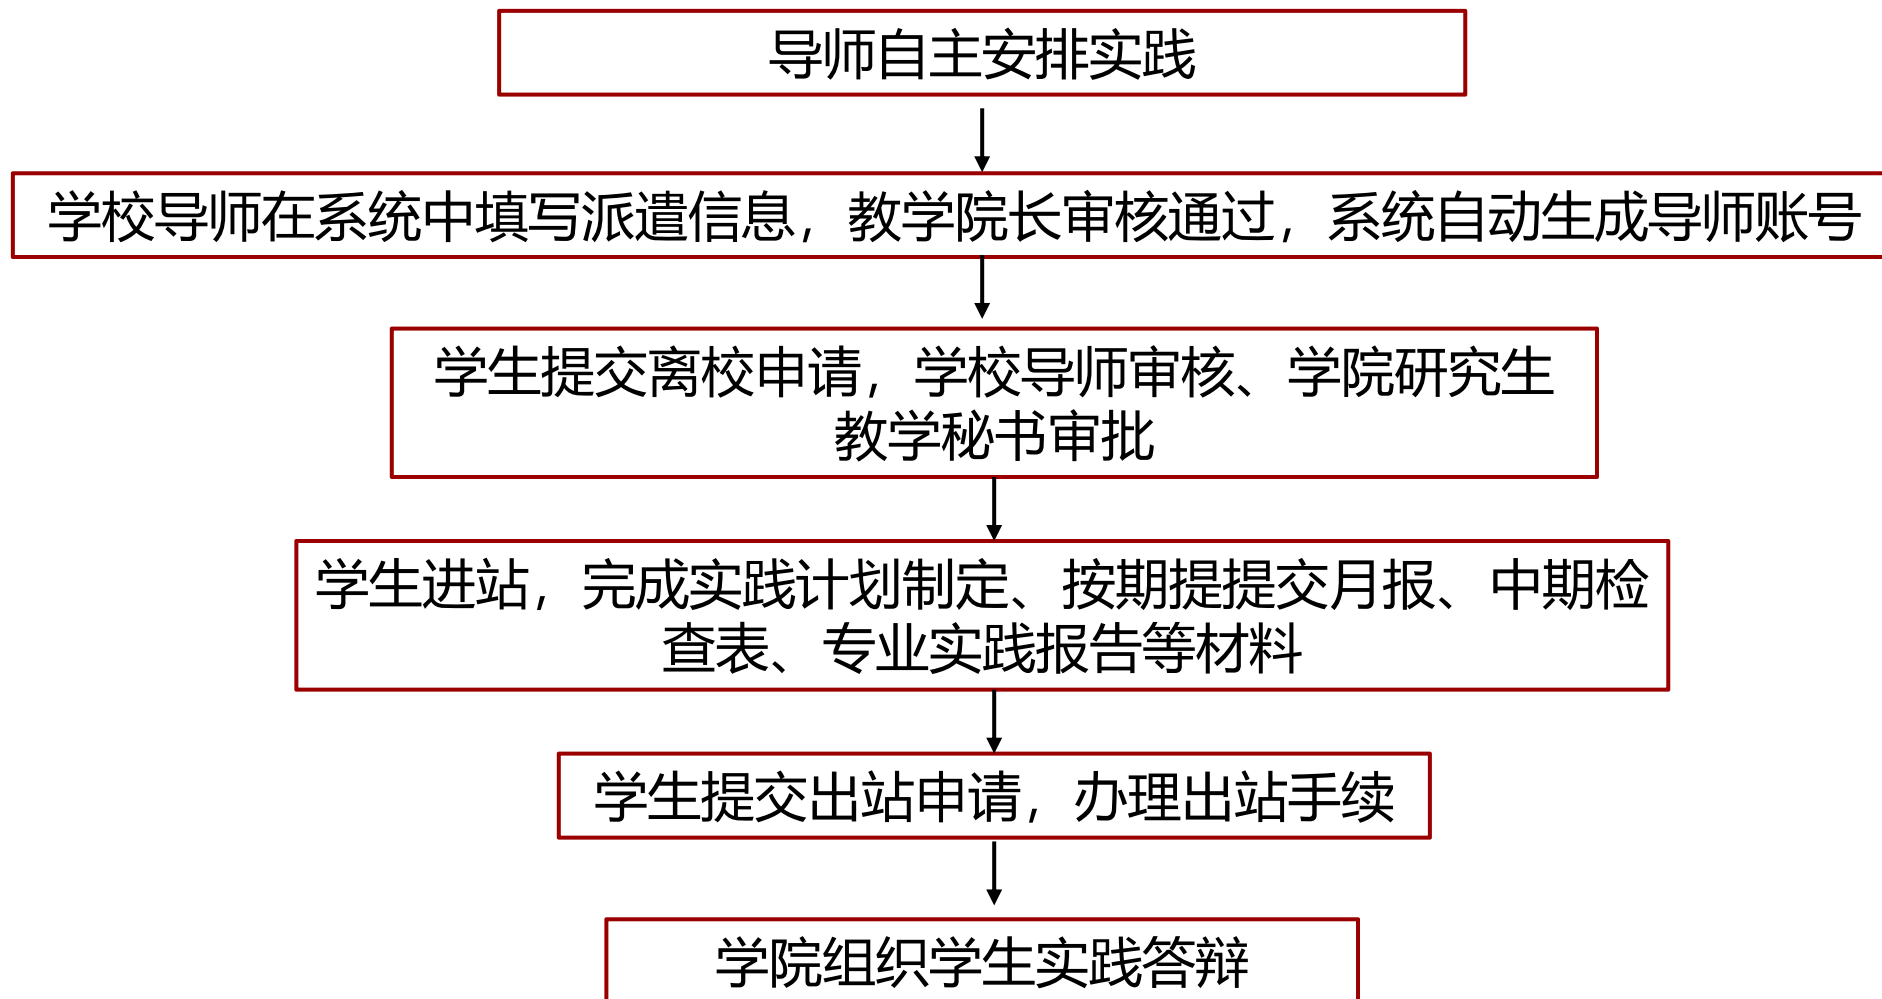 导师自主安排实践
学校导师在系统中填写派遣信息，教学院长审核通过，系统自动生成导师账号
学生提交离校申请，学校导师审核、学院研究生
教学秘书审批
学生进站，完成实践计划制定、按期提提交月报、中期检
查表、专业实践报告等材料
学生提交出站申请，办理出站手续
学院组织学生实践答辩